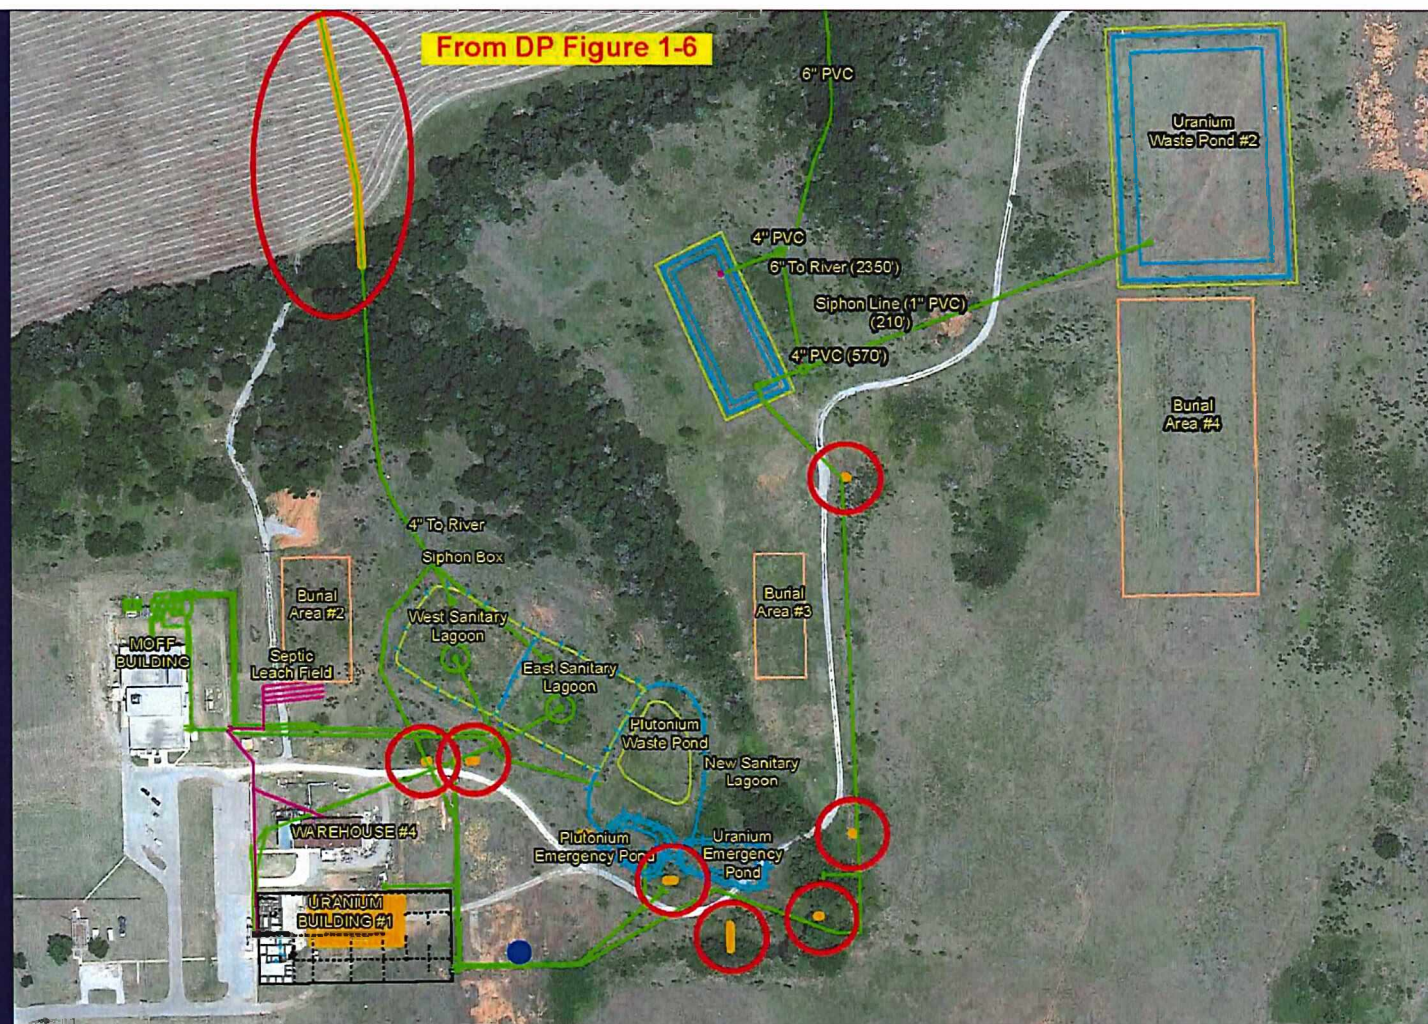 From DP Figure 1-6
6" PVC
Uranium
Waste Pond #2
4" PVC
6" To River (2350')
Siphon Line (1" PVC)
(210')
4" PVC (570')
Burial
Area #4
4" To River
Siphon Box
Burial
Area #2
West Sanitary
Lagoon
Burial
Area #3
MOFF
BUILDING
Septic
Leach Field
East Sanitary
Lagoon
Plutonium
Waste Pond
New Sanitary
Lagoon
WAREHOUSE #4
Plutonium
Emergency Pond
Uranium
Emergency
Pond
URANIUM
BUILDING #1